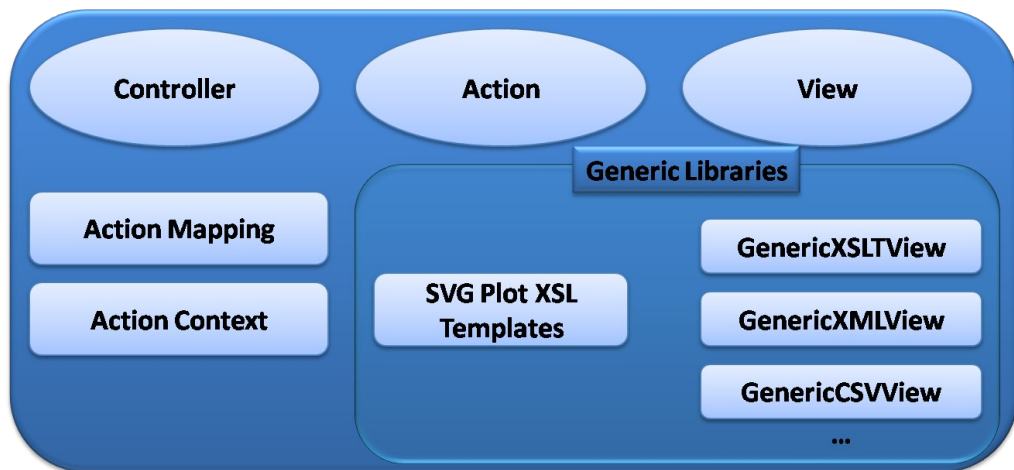 Controller
Action
View
Generic Libraries
Action Mapping
Action Context
SVG Plot XSL
Templates
GenericXSLTView
GenericXMLView
GenericCSVView
...